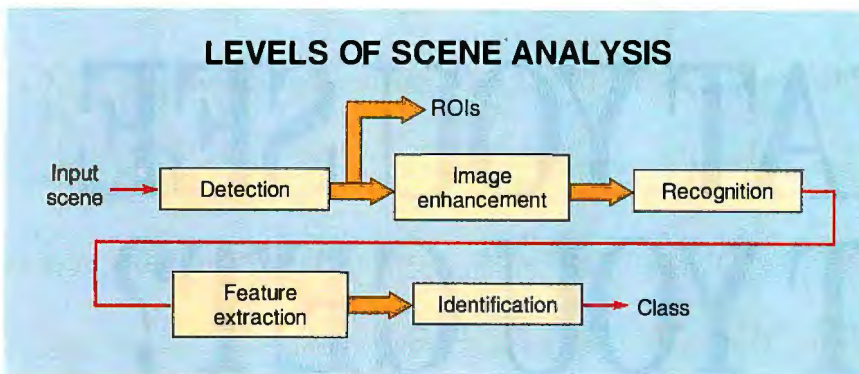 LEVELS OF SCENE ANALYSIS
ROIs
Input
scene
Detection
Image
enhancement
Recognition
Feature
extraction
Identification
Class